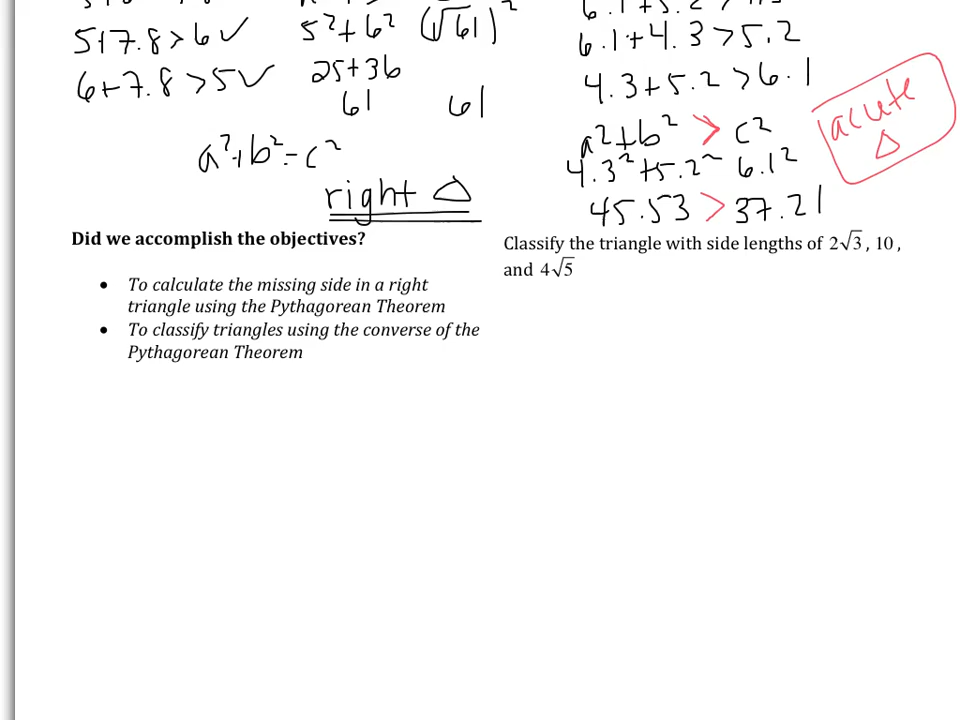 5+7.8>6✓
6+7.8>5✓
5²+6² (√61)²
25+36
61 61
a²+b²=c²
right △
6.1+4.3>5.2
4.3+5.2>6.1
a²+b² > c²
4.3²+5.2² 6.1²
45.53 > 37.21
acute
△
Did we accomplish the objectives?
• To calculate the missing side in a right
triangle using the Pythagorean Theorem
• To classify triangles using the converse of the
Pythagorean Theorem
Classify the triangle with side lengths of 2√3, 10,
and 4√5